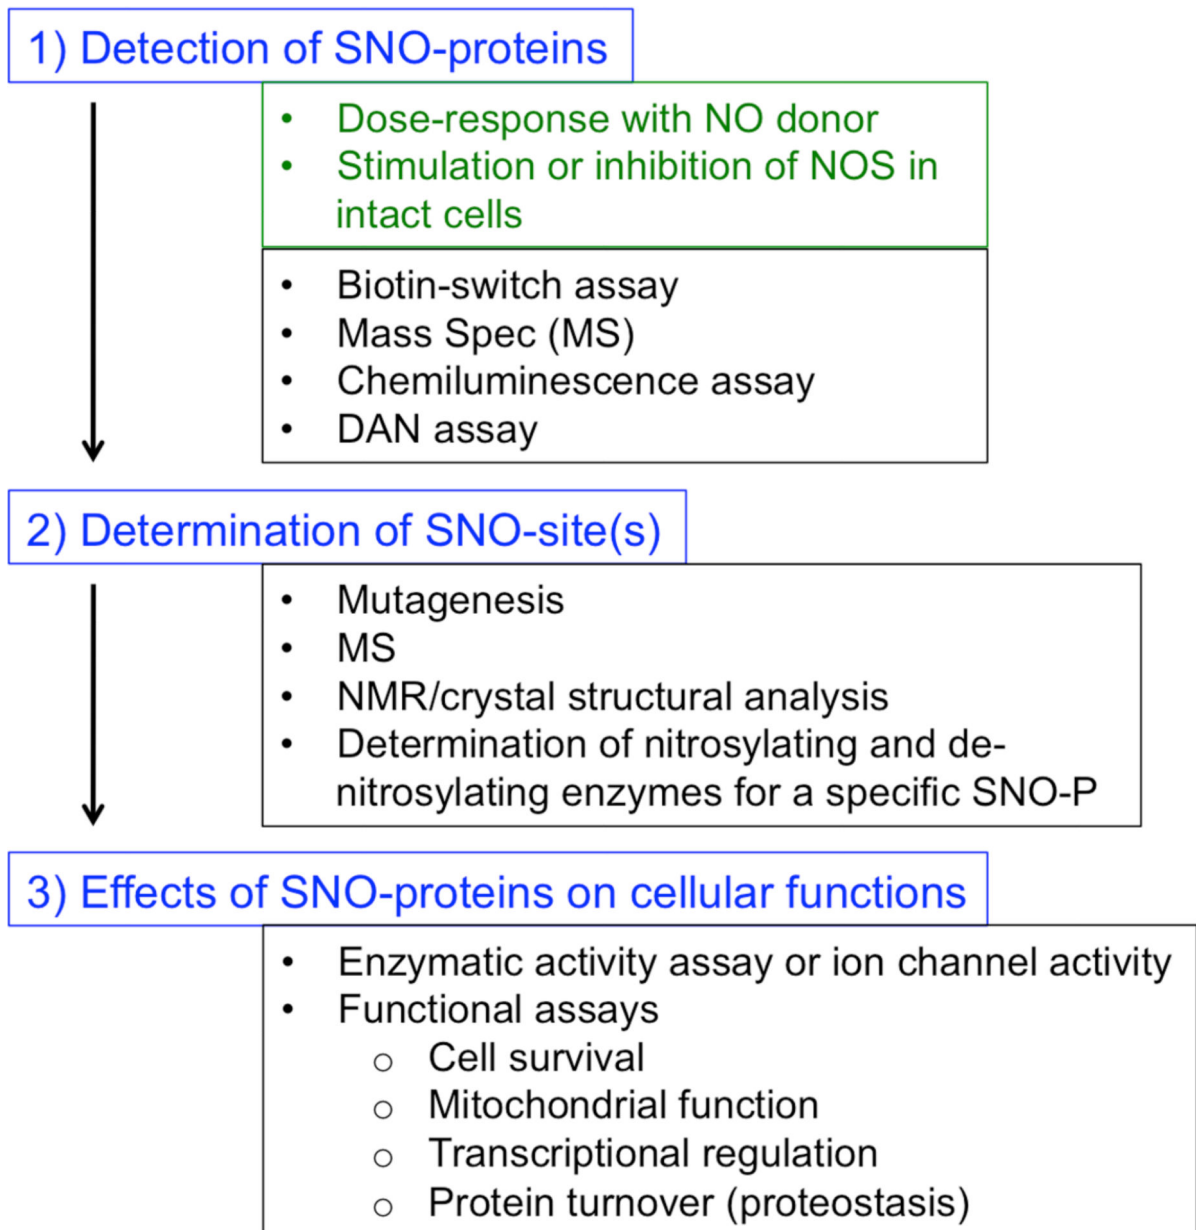 1) Detection of SNO-proteins
• Dose-response with NO donor
• Stimulation or inhibition of NOS in
intact cells
• Biotin-switch assay
• Mass Spec (MS)
• Chemiluminescence assay
• DAN assay
2) Determination of SNO-site(s)
• Mutagenesis
• MS
• NMR/crystal structural analysis
• Determination of nitrosylating and de-
nitrosylating enzymes for a specific SNO-P
3) Effects of SNO-proteins on cellular functions
• Enzymatic activity assay or ion channel activity
• Functional assays
○ Cell survival
○ Mitochondrial function
○ Transcriptional regulation
○ Protein turnover (proteostasis)